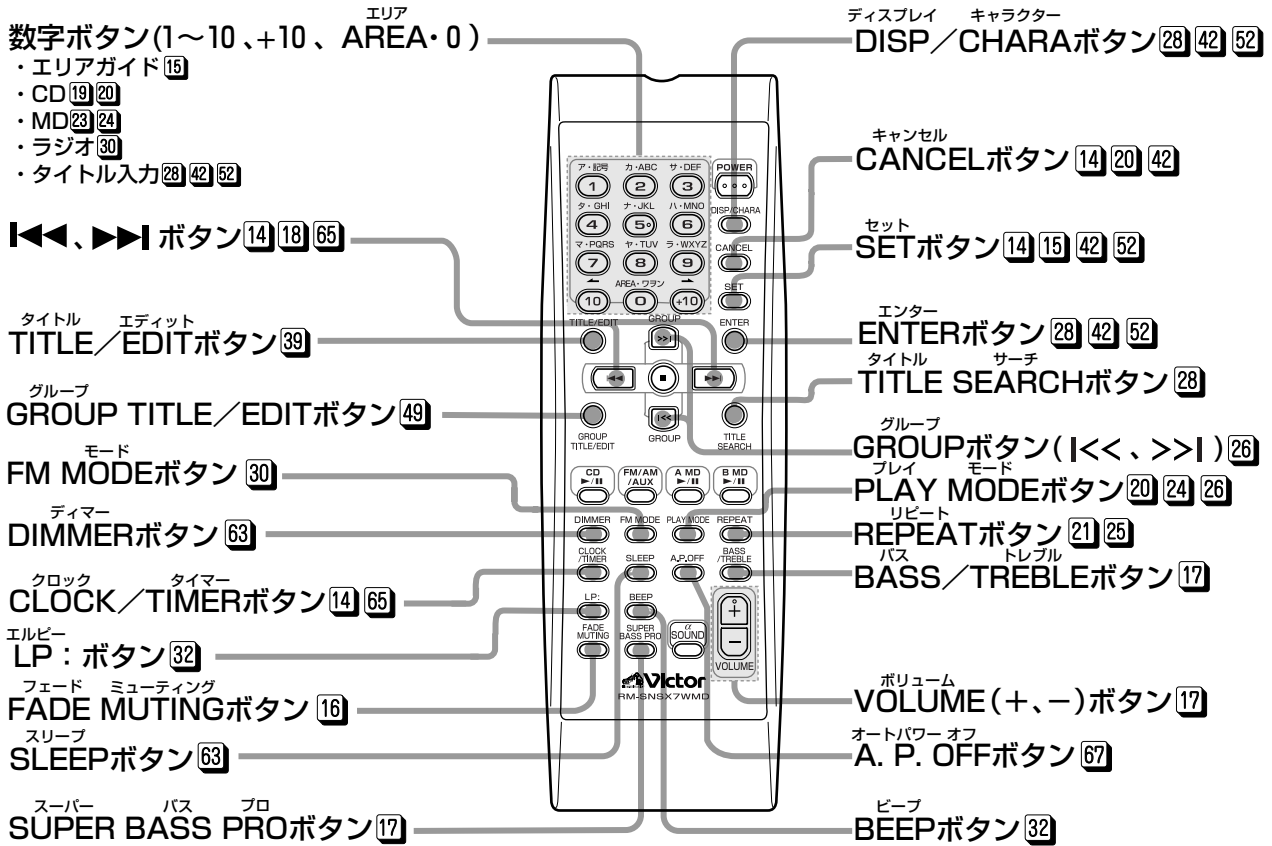 エリア
数字ボタン(1～10、+10、AREA・0)
・エリアガイド 15
・CD 19 20
・MD 23 24
・ラジオ 30
・タイトル入力 28 42 52
|◀◀、▶▶| ボタン 14 18 65
タイトル エディット
TITLE／EDITボタン 39
グループ
GROUP TITLE／EDITボタン 49
モード
FM MODEボタン 30
ディマー
DIMMERボタン 63
クロック タイマー
CLOCK／TIMERボタン 14 65
エルピー
LP：ボタン 32
フェード ミューティング
FADE MUTINGボタン 16
スリープ
SLEEPボタン 63
スーパー バス プロ
SUPER BASS PROボタン 17
ア・記号 カ・ABC サ・DEF POWER
1 2 3
タ・GHI ナ・JKL ハ・MNO DISP/CHARA
4 5 6
マ・PQRS ヤ・TUV ラ・WXYZ CANCEL
7 8 9
AREA・ワヲン SET
10 0 +10
TITLE/EDIT GROUP ENTER
>>|
◀◀ ■ ▶▶|
|<<
GROUP TITLE/EDIT GROUP TITLE SEARCH
CD ▶/II FM/AM /AUX A MD ▶/II B MD ▶/II
DIMMER FM MODE PLAY MODE REPEAT
CLOCK /TIMER SLEEP A.P.OFF BASS /TREBLE
LP: BEEP
FADE MUTING SUPER BASS PRO α SOUND
+
−
VOLUME
Victor
RM-SNSX7WMD
ディスプレイ キャラクター
DISP／CHARAボタン 28 42 52
キャンセル
CANCELボタン 14 20 42
セット
SETボタン 14 15 42 52
エンター
ENTERボタン 28 42 52
タイトル サーチ
TITLE SEARCHボタン 28
グループ
GROUPボタン( |<< 、>>| ) 26
プレイ モード
PLAY MODEボタン 20 24 26
リピート
REPEATボタン 21 25
バス トレブル
BASS／TREBLEボタン 17
ボリューム
VOLUME(＋、－)ボタン 17
オートパワー オフ
A. P. OFFボタン 67
ビープ
BEEPボタン 32